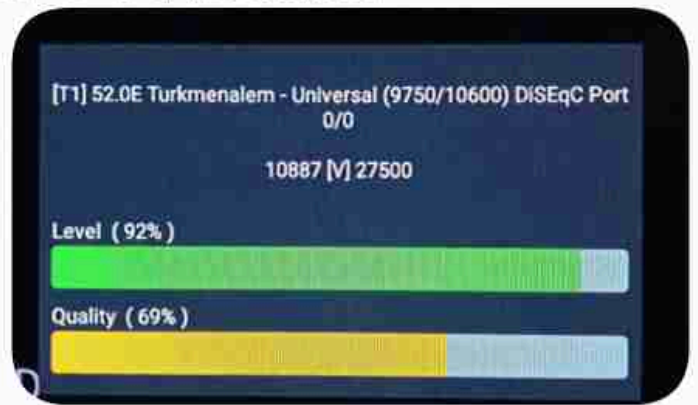 [T1] 52.0E Turkmenalem - Universal (9750/10600) DiSEqC Port
0/0
10887 [V] 27500
Level ( 92% )
Quality ( 69% )